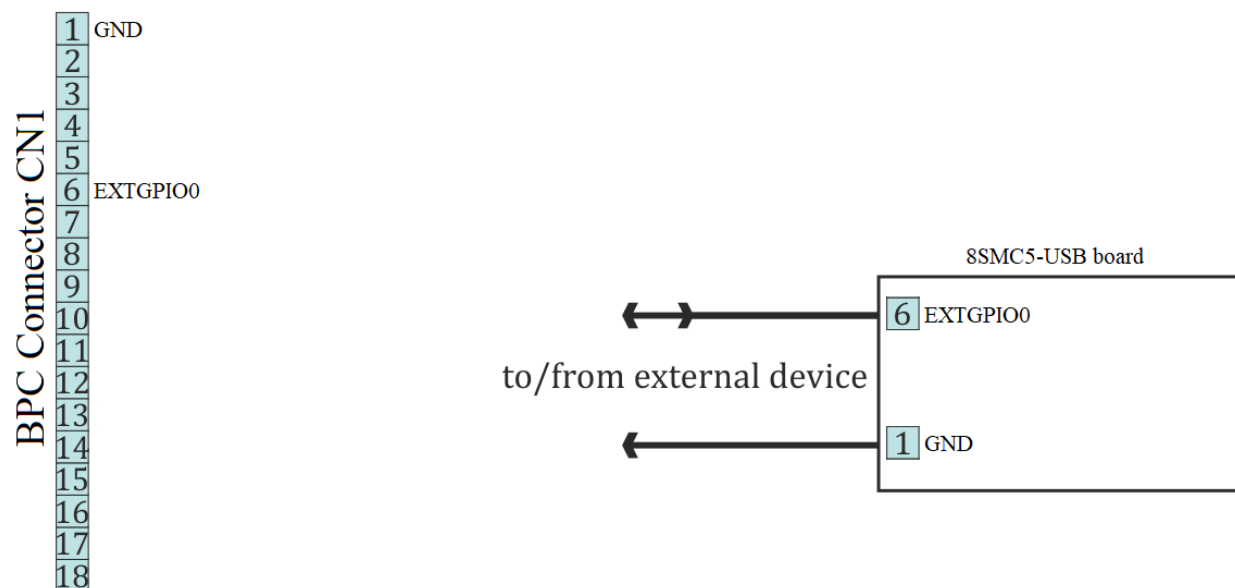 BPC Connector CN1
1 GND
2
3
4
5
6 EXTGPIO0
7
8
9
10
11
12
13
14
15
16
17
18
8SMC5-USB board
6 EXTGPIO0
to/from external device
1 GND